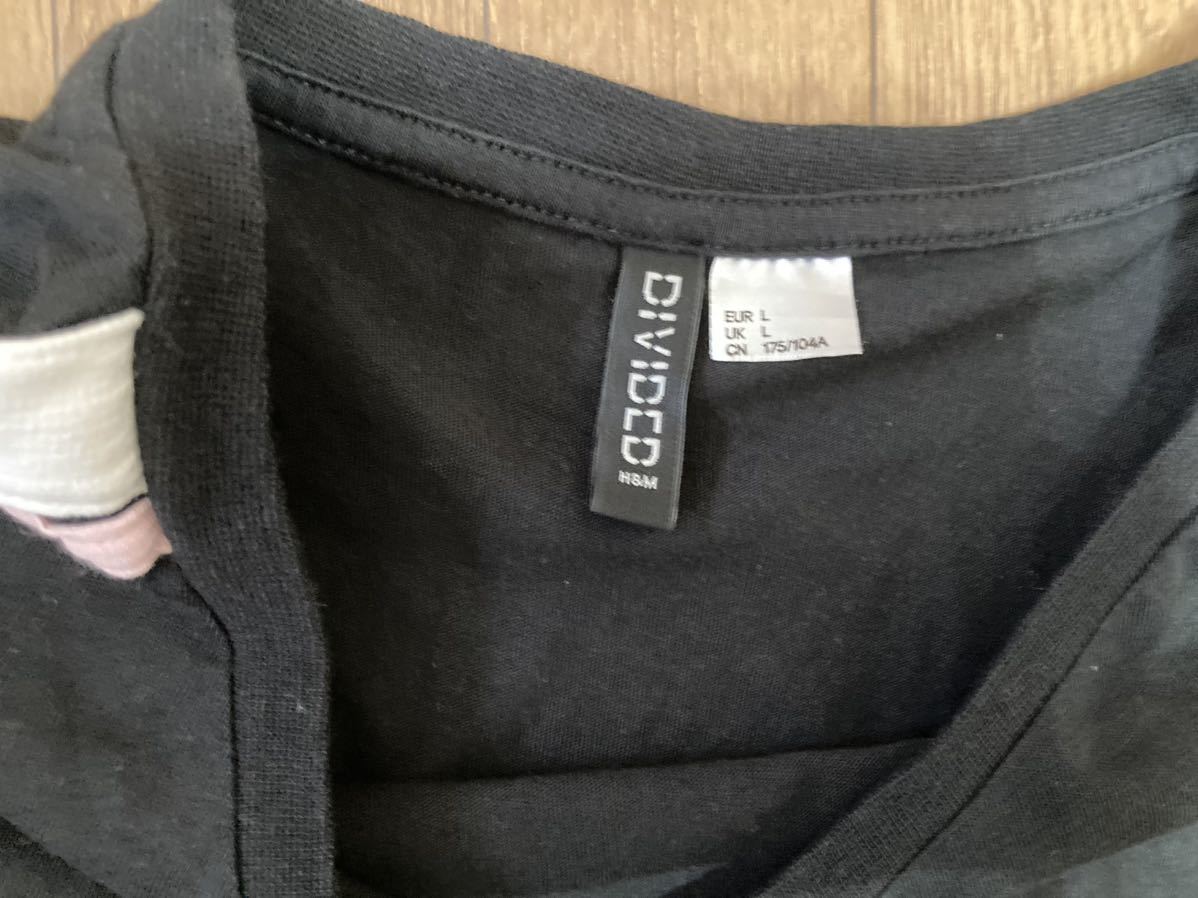 DIVIDED
H&M
EUR L
UK L
CN 175/104A